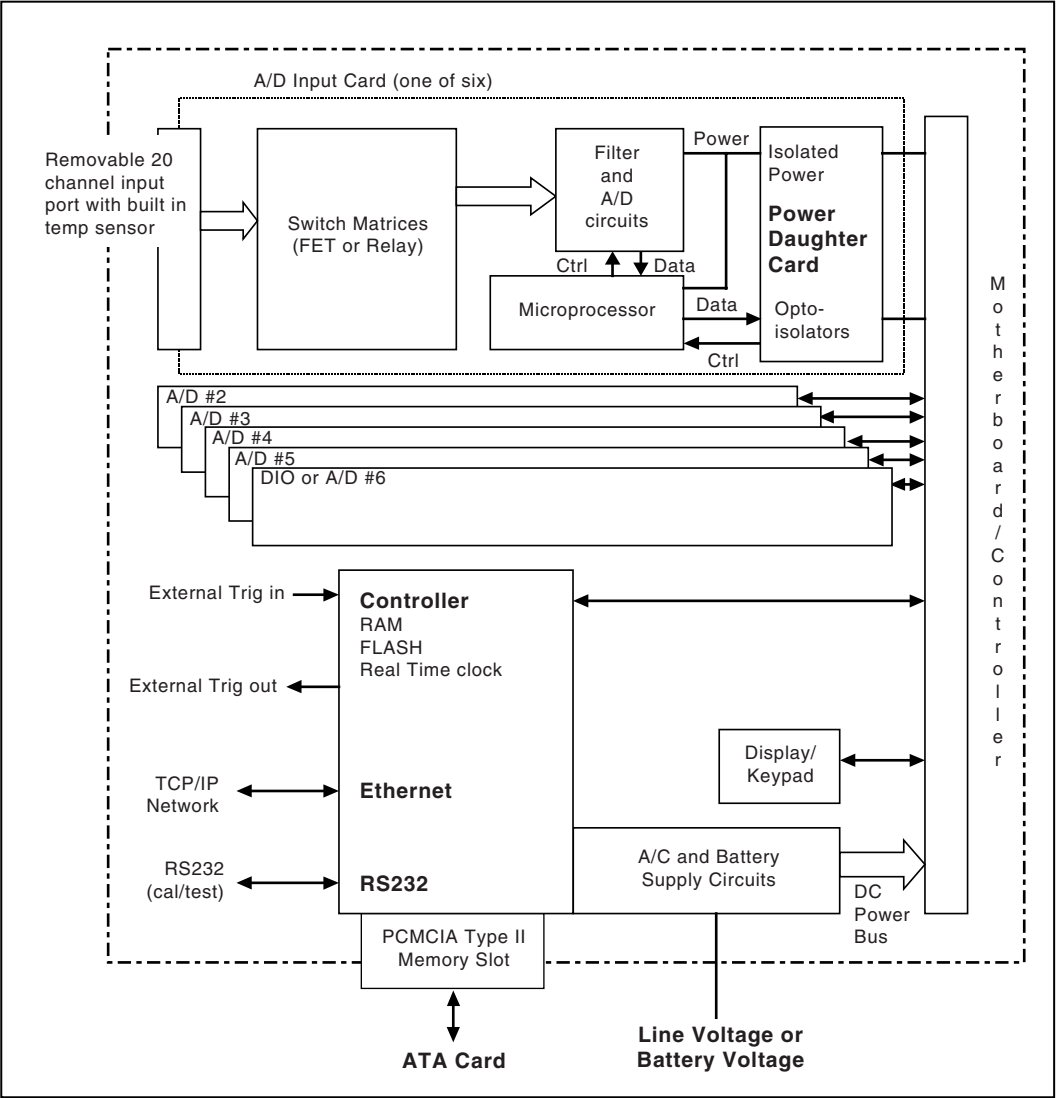 A/D Input Card (one of six)
Removable 20
channel input
port with built in
temp sensor
Switch Matrices
(FET or Relay)
Filter
and
A/D
circuits
Power
Isolated
Power
Power
Daughter
Card
Ctrl
Data
Microprocessor
Data
Opto-
isolators
Ctrl
Motherboard/Controller
A/D #2
A/D #3
A/D #4
A/D #5
DIO or A/D #6
External Trig in
Controller
RAM
FLASH
Real Time clock
External Trig out
Display/
Keypad
TCP/IP
Network
Ethernet
RS232
(cal/test)
RS232
A/C and Battery
Supply Circuits
DC
Power
Bus
PCMCIA Type II
Memory Slot
Line Voltage or
Battery Voltage
ATA Card